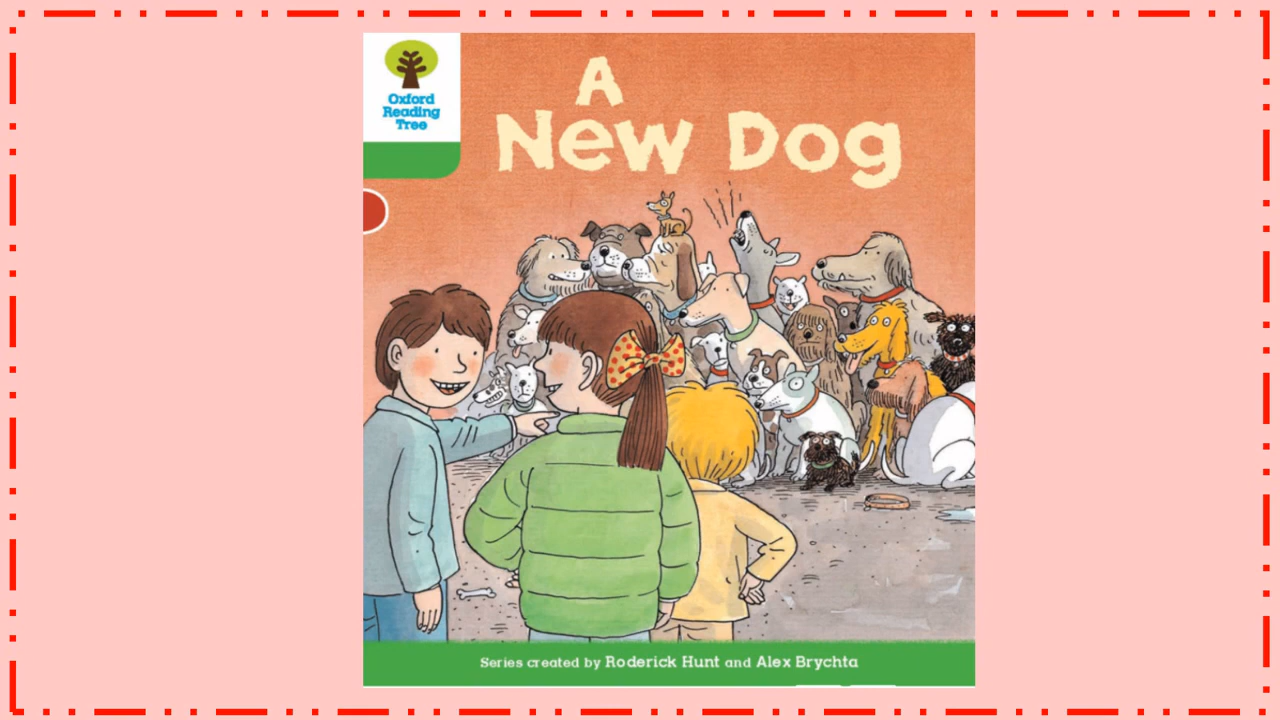 Oxford
Reading
Tree
A
New Dog
Series created by Roderick Hunt and Alex Brychta